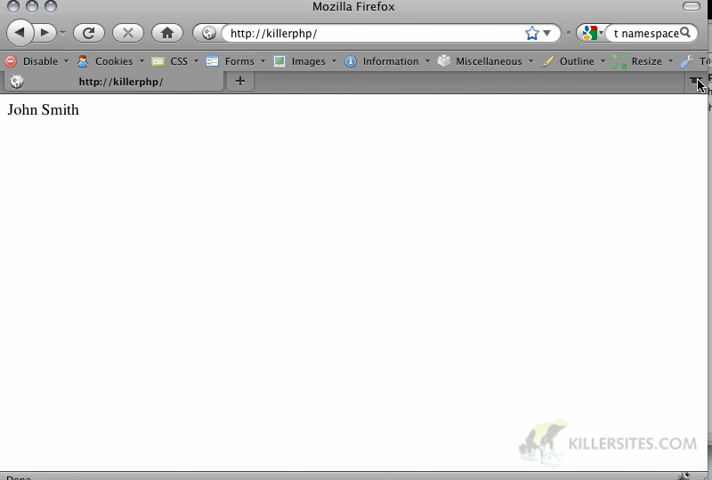 Mozilla Firefox
http://killerphp/
t namespace
Disable Cookies CSS Forms Images Information Miscellaneous Outline Resize
http://killerphp/
John Smith
KILLERSITES.COM
Done